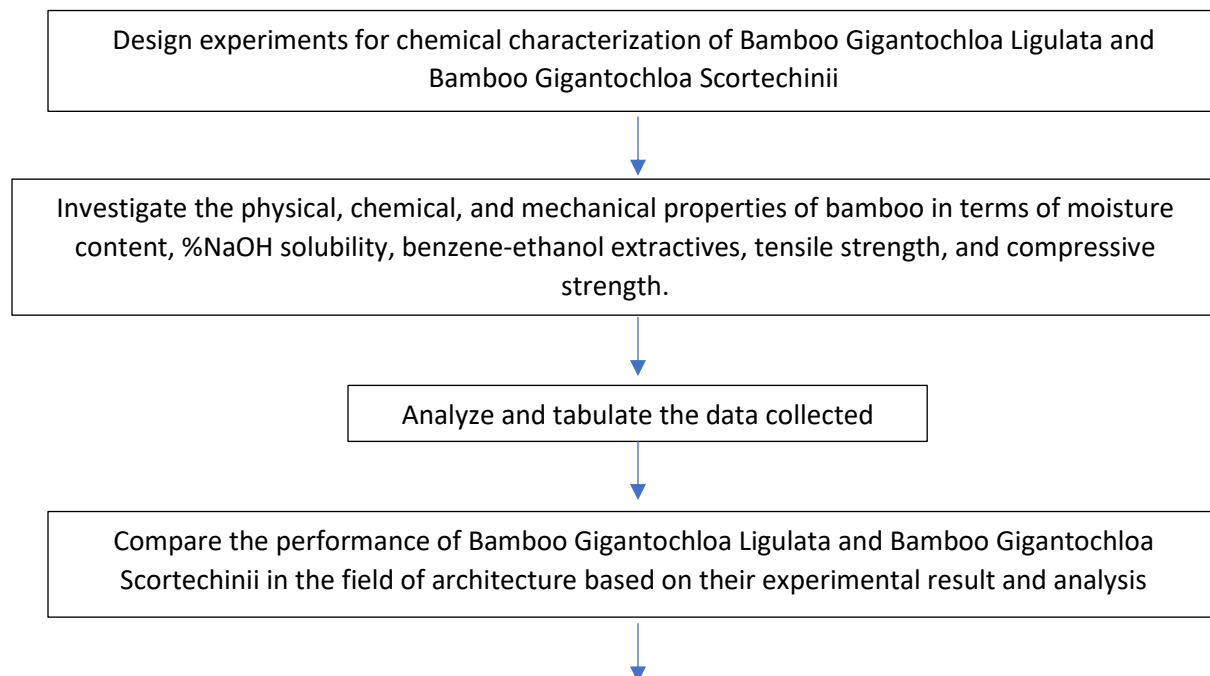 Design experiments for chemical characterization of Bamboo Gigantochloa Ligulata and
Bamboo Gigantochloa Scortechinii
Investigate the physical, chemical, and mechanical properties of bamboo in terms of moisture
content, %NaOH solubility, benzene-ethanol extractives, tensile strength, and compressive
strength.
Analyze and tabulate the data collected
Compare the performance of Bamboo Gigantochloa Ligulata and Bamboo Gigantochloa
Scortechinii in the field of architecture based on their experimental result and analysis